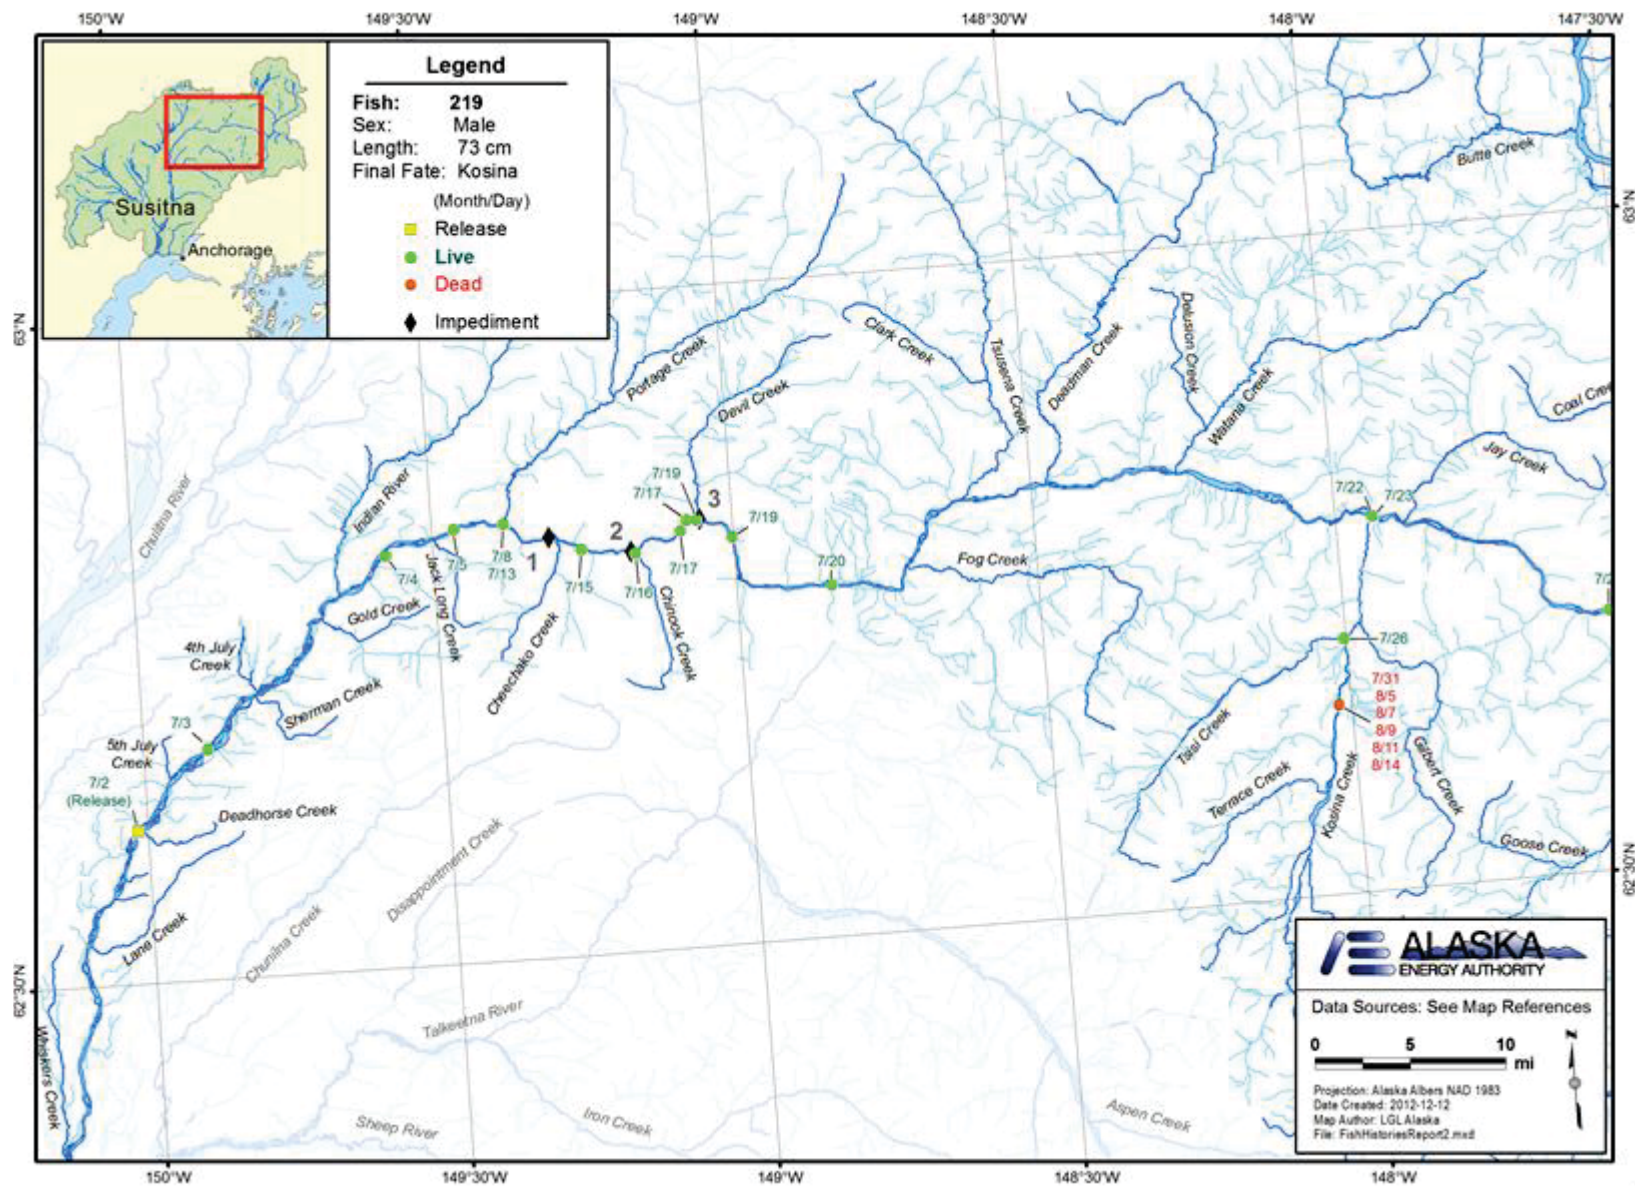 150°W
149°30'W
149°W
148°30'W
148°W
147°30'W
Legend
Fish: 219
Sex: Male
Length: 73 cm
Final Fate: Kosina
(Month/Day)
Release
Live
Dead
Impediment
Susitna
Anchorage
63°N
63°N
Butte Creek
Portage Creek
Clark Creek
Devil Creek
Tsusena Creek
Deadman Creek
Delusion Creek
Watana Creek
Coal
Jay Creek
Chulitna River
Indian River
7/19
7/17
3
7/19
7/22
7/23
2
1
7/4
7/5
7/8
7/13
7/15
7/16
7/17
7/20
Fog Creek
Jack Long Creek
Gold Creek
Cheechako Creek
Chinook Creek
4th July
Creek
Sherman Creek
7/26
7/31
8/5
8/7
8/9
8/11
8/14
7/3
5th July
Creek
7/2
(Release)
Deadhorse Creek
Tsisi Creek
Terrace Creek
Kosina Creek
Gilbert Creek
Goose Creek
Disappointment Creek
Chunilna Creek
Lane Creek
62°30'N
62°30'N
Whiskers Creek
Talkeetna River
Sheep River
Iron Creek
Aspen Creek
ALASKA
ENERGY AUTHORITY
Data Sources: See Map References
0 5 10
mi
N
Projection: Alaska Albers NAD 1983
Date Created: 2012-12-12
Map Author: LGL Alaska
File: FishHistoriesReport2.mxd
150°W
149°30'W
149°W
148°30'W
148°W